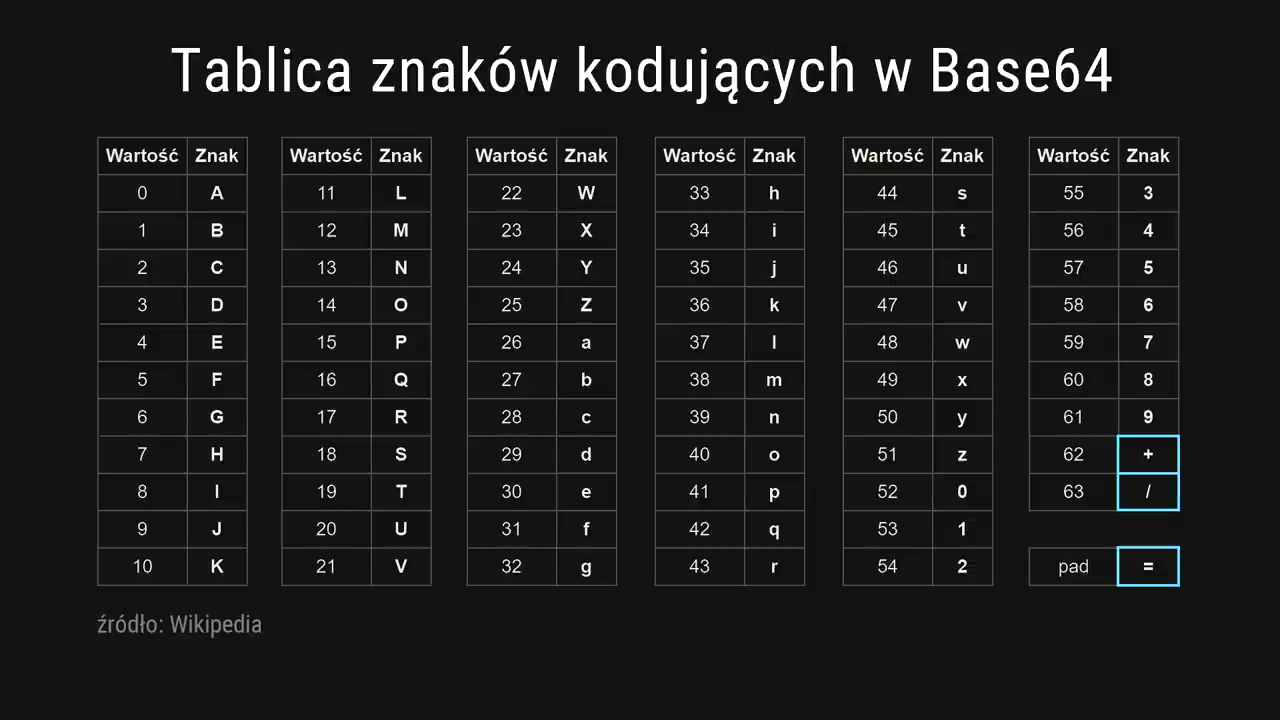 Tablica znaków kodujących w Base64
Wartość Znak Wartość Znak Wartość Znak Wartość Znak Wartość Znak Wartość Znak
0 A 11 L 22 W 33 h 44 s 55 3
1 B 12 M 23 X 34 i 45 t 56 4
2 C 13 N 24 Y 35 j 46 u 57 5
3 D 14 O 25 Z 36 k 47 v 58 6
4 E 15 P 26 a 37 l 48 w 59 7
5 F 16 Q 27 b 38 m 49 x 60 8
6 G 17 R 28 c 39 n 50 y 61 9
7 H 18 S 29 d 40 o 51 z 62 +
8 I 19 T 30 e 41 p 52 0 63 /
9 J 20 U 31 f 42 q 53 1
10 K 21 V 32 g 43 r 54 2 pad =
źródło: Wikipedia